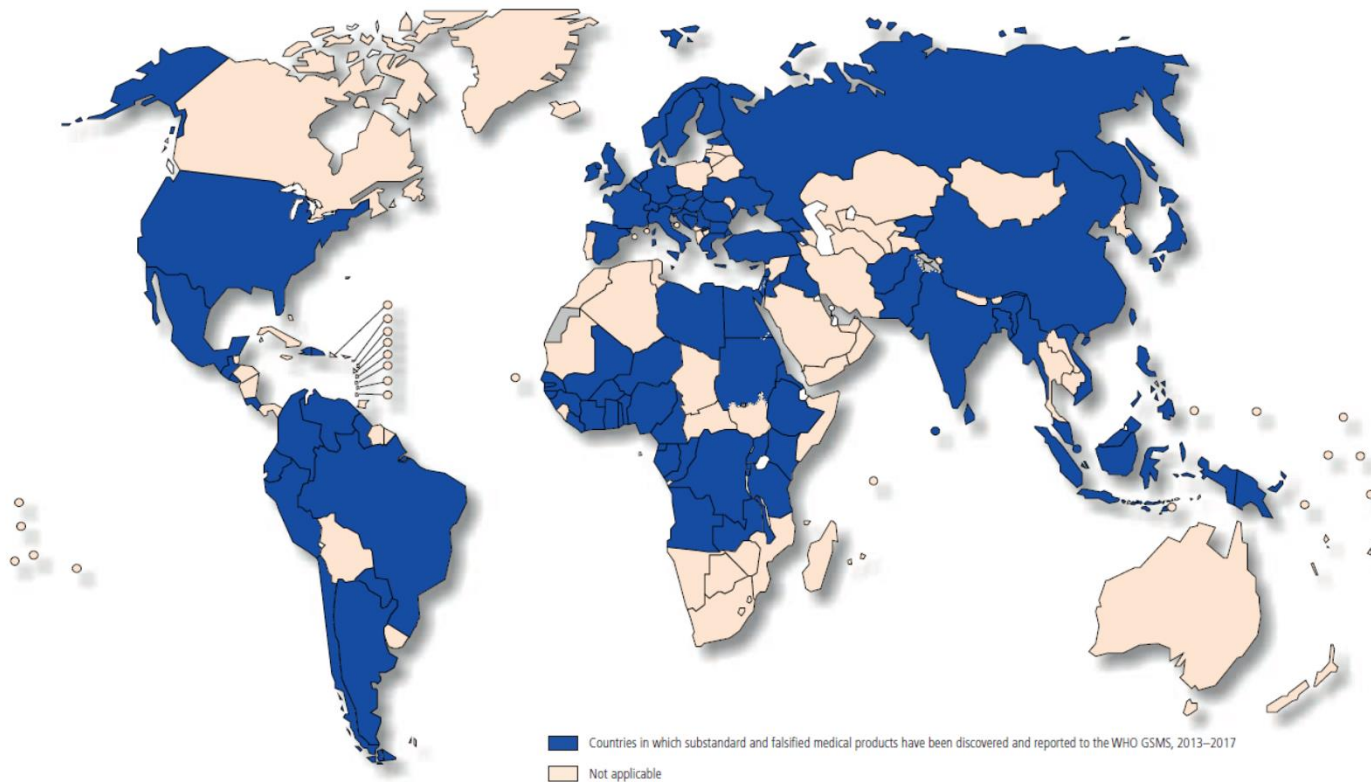 Countries in which substandard and falsified medical products have been discovered and reported to the WHO GSMS, 2013–2017
Not applicable